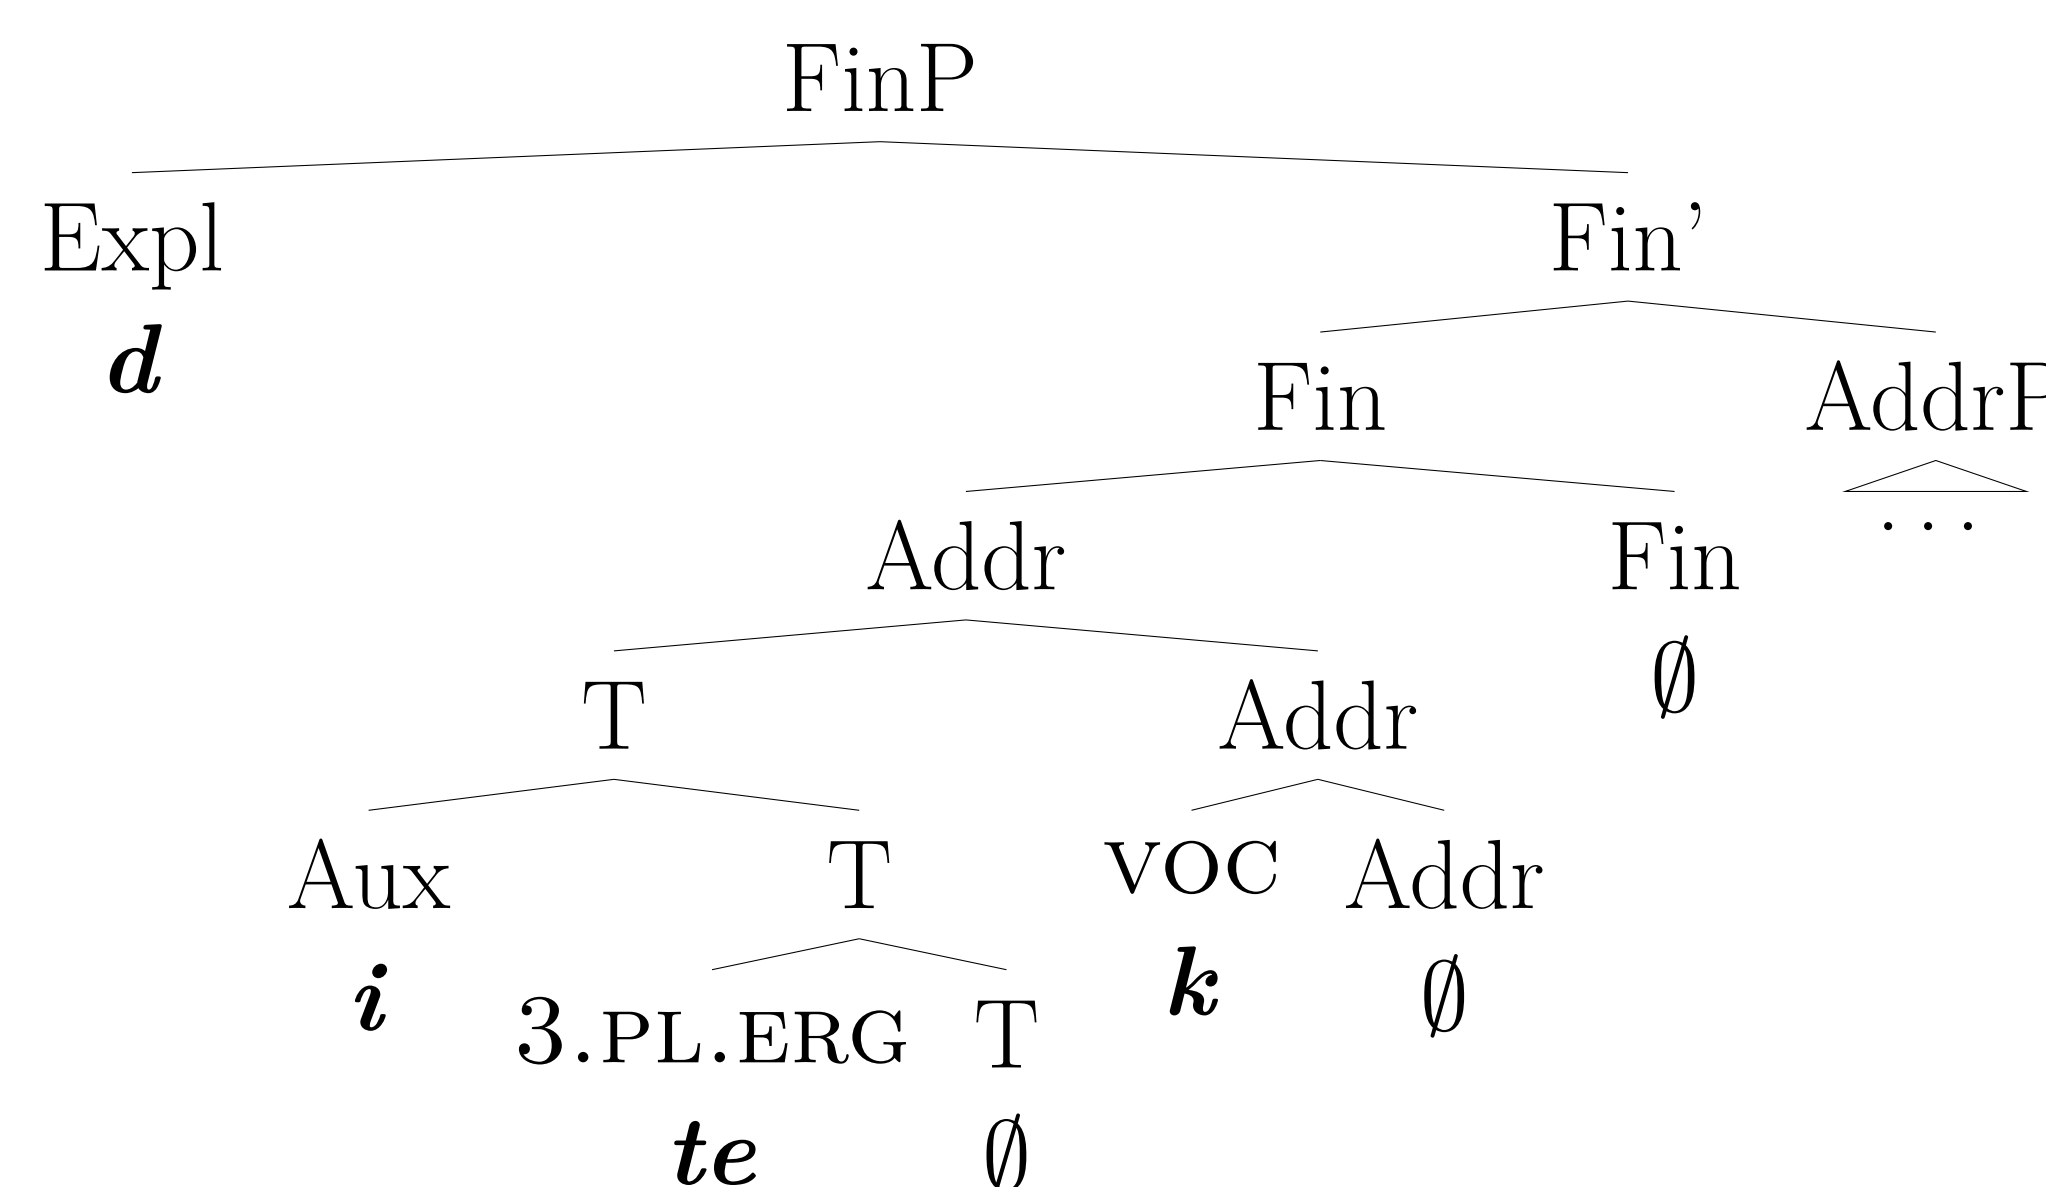 FinP
Expl Fin’
d
Fin AddrP
Addr Fin
...
∅
T Addr
Aux T VOC Addr
i k ∅
3.PL.ERG T
te ∅